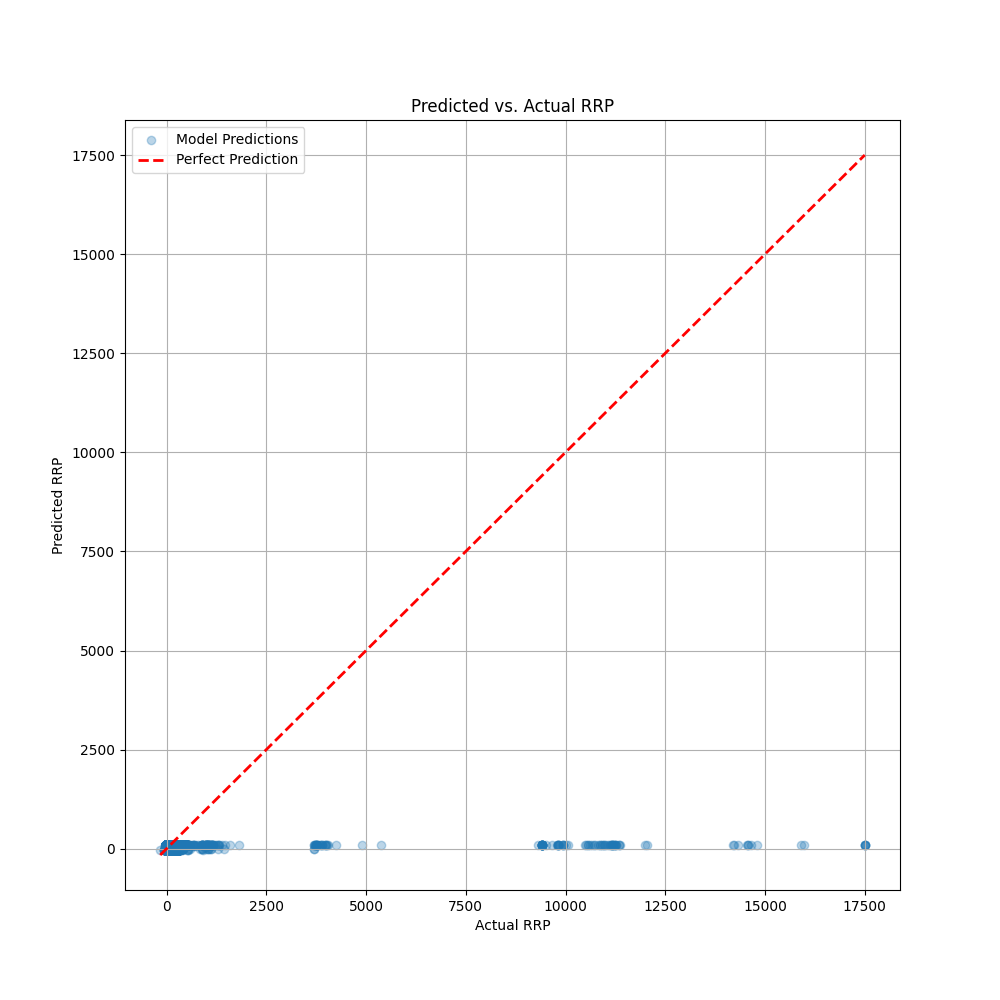 Predicted vs. Actual RRP
Model Predictions
Perfect Prediction
17500
15000
12500
10000
7500
5000
2500
0
Predicted RRP
0 2500 5000 7500 10000 12500 15000 17500
Actual RRP